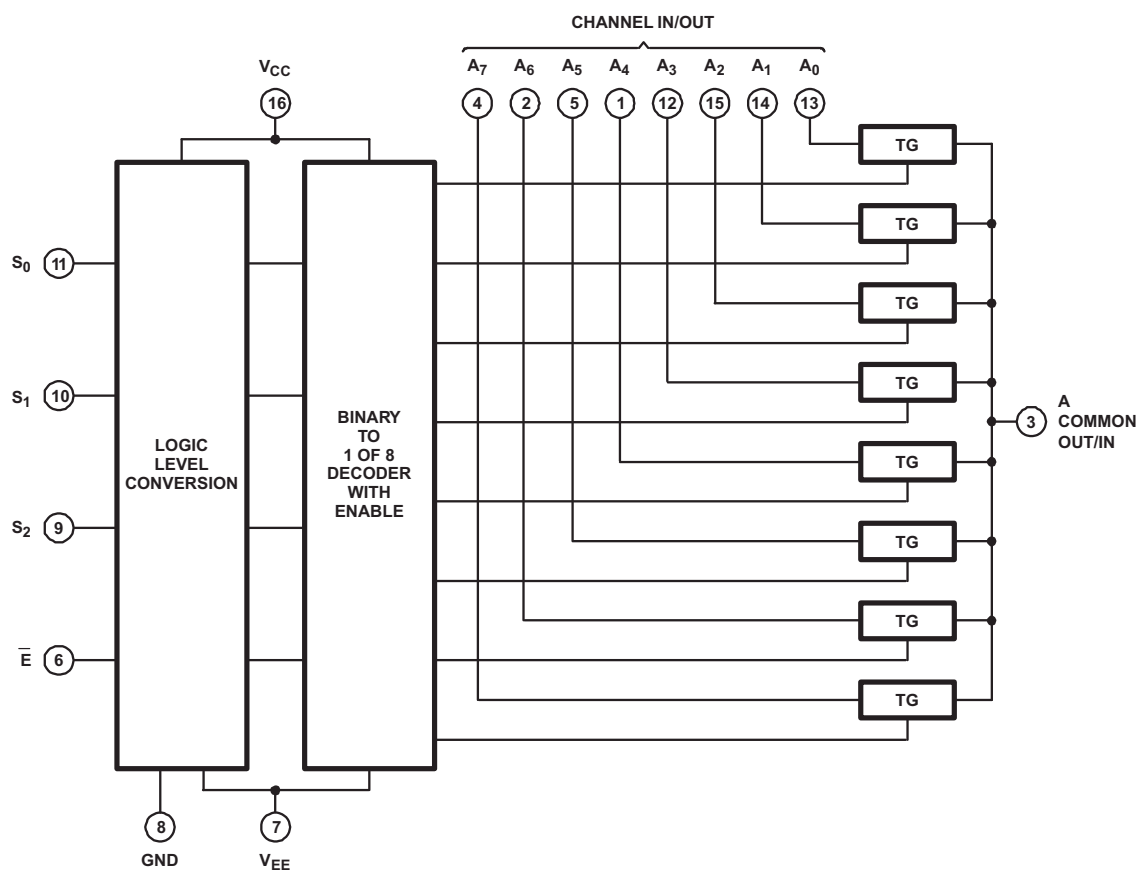 CHANNEL IN/OUT
VCC
A7 A6 A5 A4 A3 A2 A1 A0
16
4 2 5 1 12 15 14 13
TG
TG
S0 11
TG
TG
S1 10
A
COMMON
OUT/IN
3
LOGIC
LEVEL
CONVERSION
BINARY
TO
1 OF 8
DECODER
WITH
ENABLE
TG
S2 9
TG
TG
E̅ 6
TG
8
7
GND
VEE